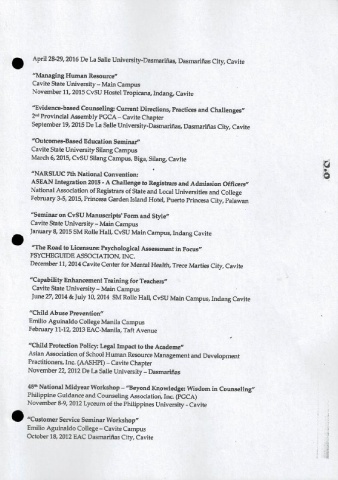 April 28-29, 2016 De La Salle University-Dasmariñas, Dasmariñas City, Cavite
"Managing Human Resource"
Cavite State University – Main Campus
November 11, 2015 CvSU Hostel Tropicana, Indang, Cavite
"Evidence-based Counseling: Current Directions, Practices and Challenges"
2nd Provincial Assembly PGCA – Cavite Chapter
September 19, 2015 De La Salle University-Dasmariñas, Dasmariñas City, Cavite
"Outcomes-Based Education Seminar"
Cavite State University Silang Campus
March 6, 2015, CvSU Silang Campus, Biga, Silang, Cavite
"NARSLUC 7th National Convention:
ASEAN Integration 2015 - A Challenge to Registrars and Admission Officers"
National Association of Registrars of State and Local Universities and College
February 3-5, 2015, Princess Garden Island Hotel, Puerto Princesa City, Palawan
"Seminar on CvSU Manuscripts' Form and Style"
Cavite State University – Main Campus
January 8, 2015 SM Rolle Hall, CvSU Main Campus, Indang Cavite
"The Road to Licensure: Psychological Assessment in Focus"
PSYCHEGUIDE ASSOCIATION, INC.
December 11, 2014 Cavite Center for Mental Health, Trece Marties City, Cavite
"Capability Enhancement Training for Teachers"
Cavite State University – Main Campus
June 27, 2014 & July 10, 2014 SM Rolle Hall, CvSU Main Campus, Indang Cavite
"Child Abuse Prevention"
Emilio Aguinaldo College Manila Campus
February 11-12, 2013 EAC-Manila, Taft Avenue
"Child Protection Policy: Legal Impact to the Academe"
Asian Association of School Human Resource Management and Development
Practitioners, Inc. (AASHPI) – Cavite Chapter
November 22, 2012 De La Salle University – Dasmariñas
48th National Midyear Workshop – "Beyond Knowledge: Wisdom in Counseling"
Philippine Guidance and Counseling Association, Inc. (PGCA)
November 8-9, 2012 Lyceum of the Philippines University - Cavite
"Customer Service Seminar Workshop"
Emilio Aguinaldo College – Cavite Campus
October 18, 2012 EAC Dasmariñas City, Cavite